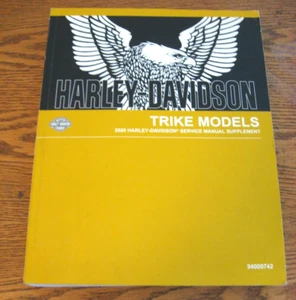 HARLEY-DAVIDSON
TRIKE MODELS
HARLEY-DAVIDSON® SERVICE MANUAL SUPPLEMENT
94000742